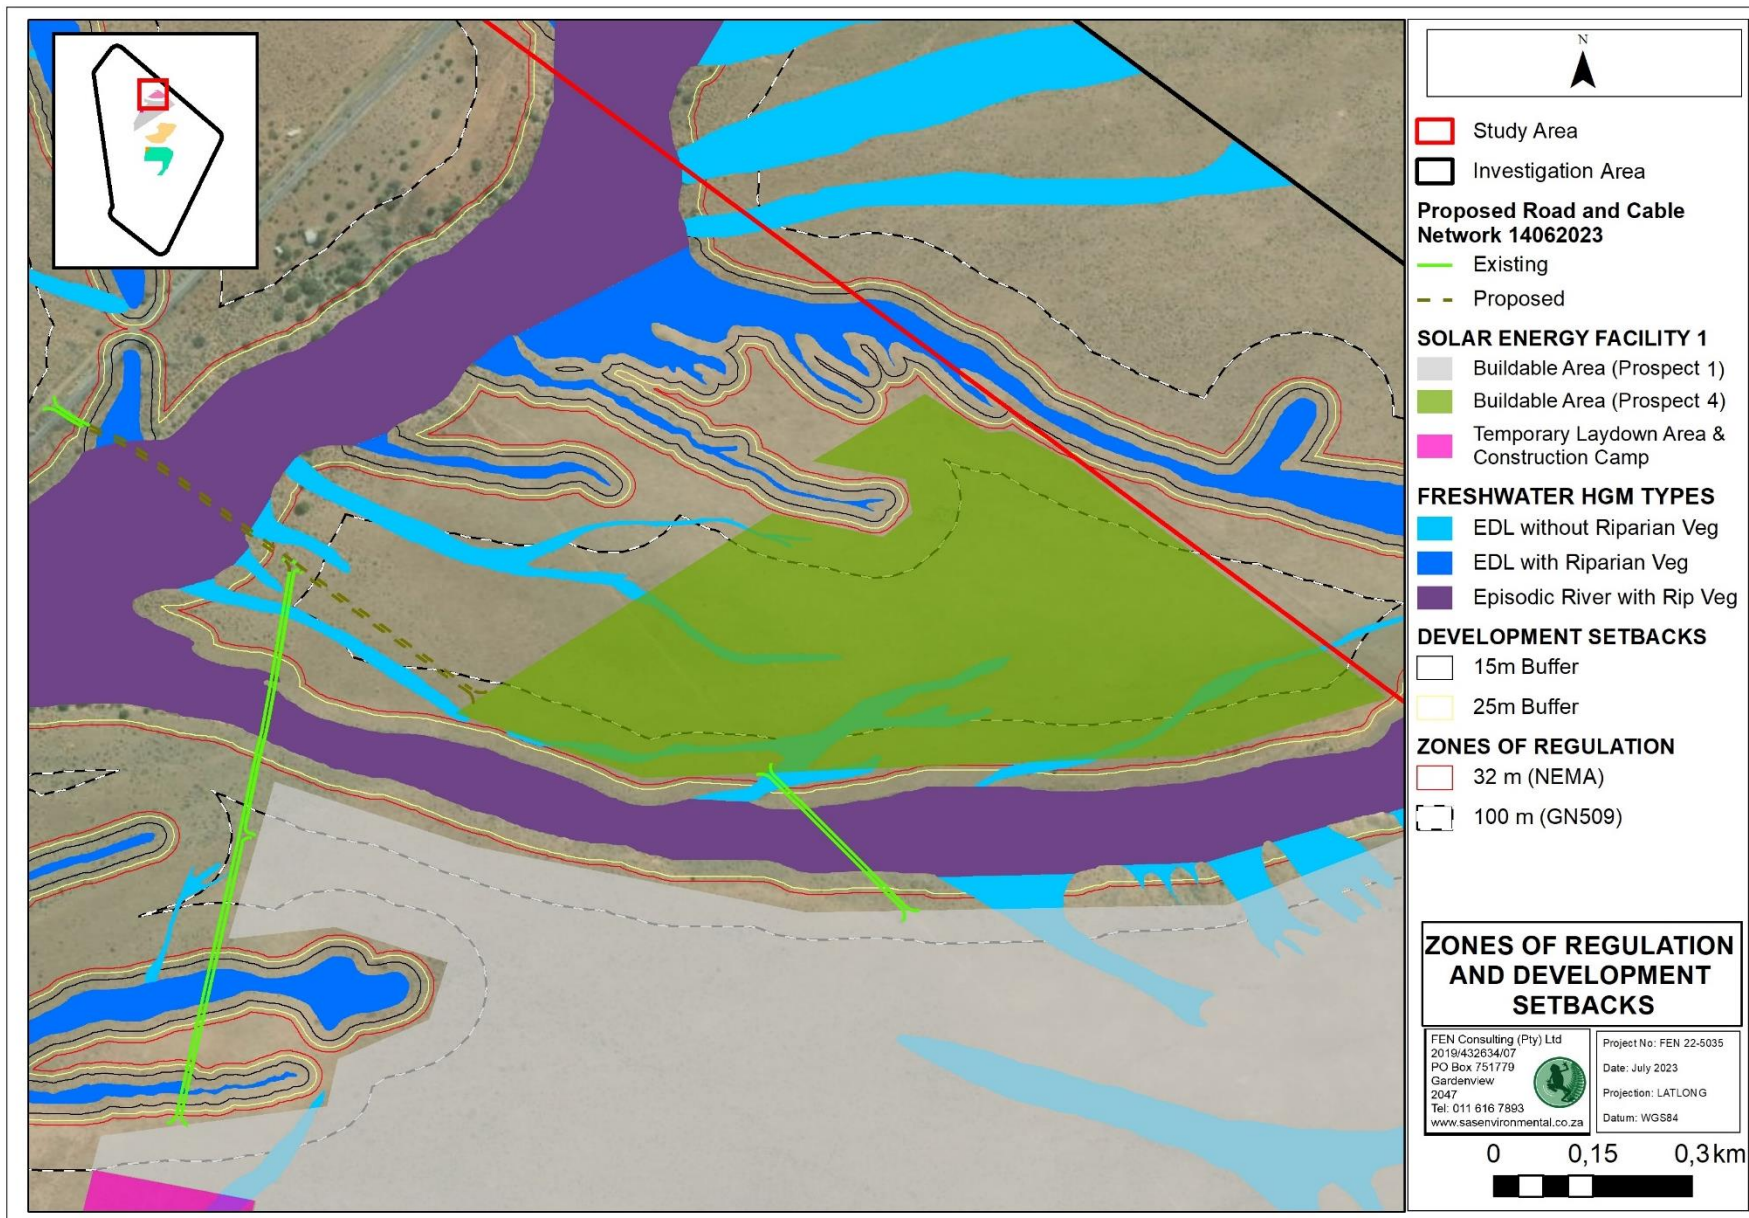 N
Study Area
Investigation Area
Proposed Road and Cable
Network 14062023
Existing
Proposed
SOLAR ENERGY FACILITY 1
Buildable Area (Prospect 1)
Buildable Area (Prospect 4)
Temporary Laydown Area &
Construction Camp
FRESHWATER HGM TYPES
EDL without Riparian Veg
EDL with Riparian Veg
Episodic River with Rip Veg
DEVELOPMENT SETBACKS
15m Buffer
25m Buffer
ZONES OF REGULATION
32 m (NEMA)
100 m (GN509)
ZONES OF REGULATION
AND DEVELOPMENT
SETBACKS
FEN Consulting (Pty) Ltd
2019/432634/07
PO Box 751779
Gardenview
2047
Tel: 011 616 7893
www.sasenvironmental.co.za
Project No: FEN 22-5035
Date: July 2023
Projection: LATLONG
Datum: WGS84
0 0,15 0,3 km